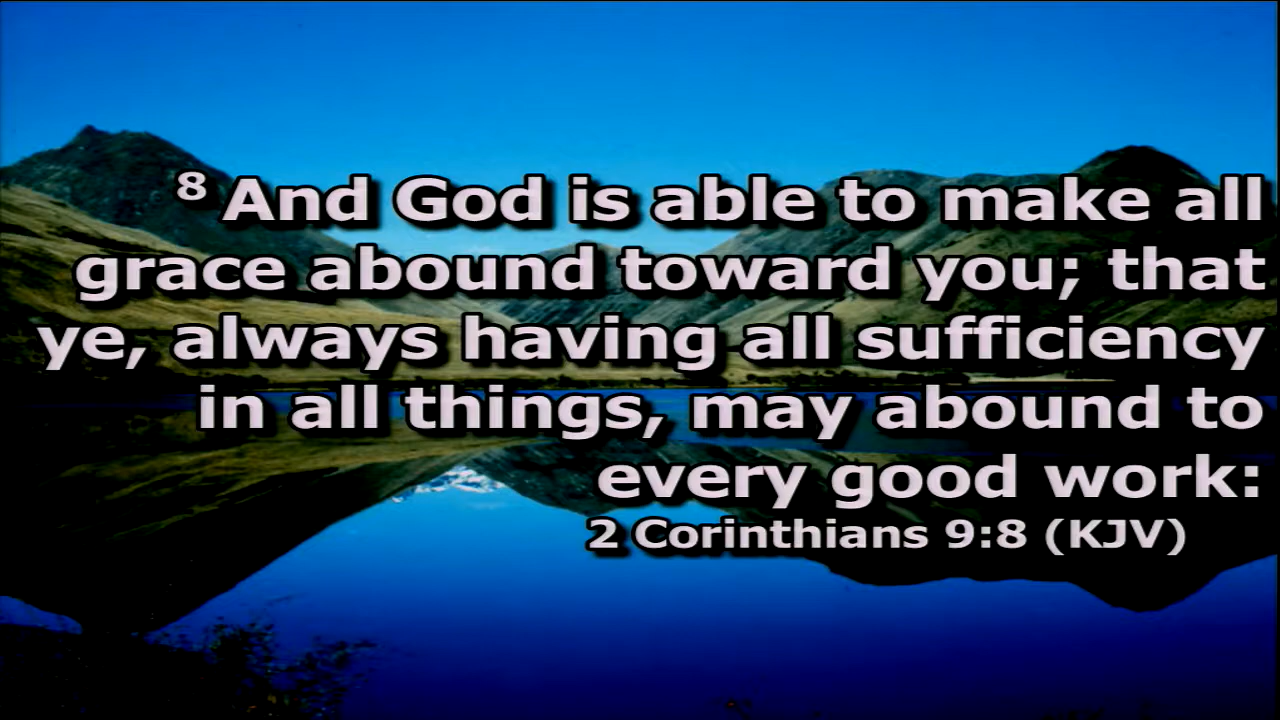 8 And God is able to make all
grace abound toward you; that
ye, always having all sufficiency
in all things, may abound to
every good work:
2 Corinthians 9:8 (KJV)